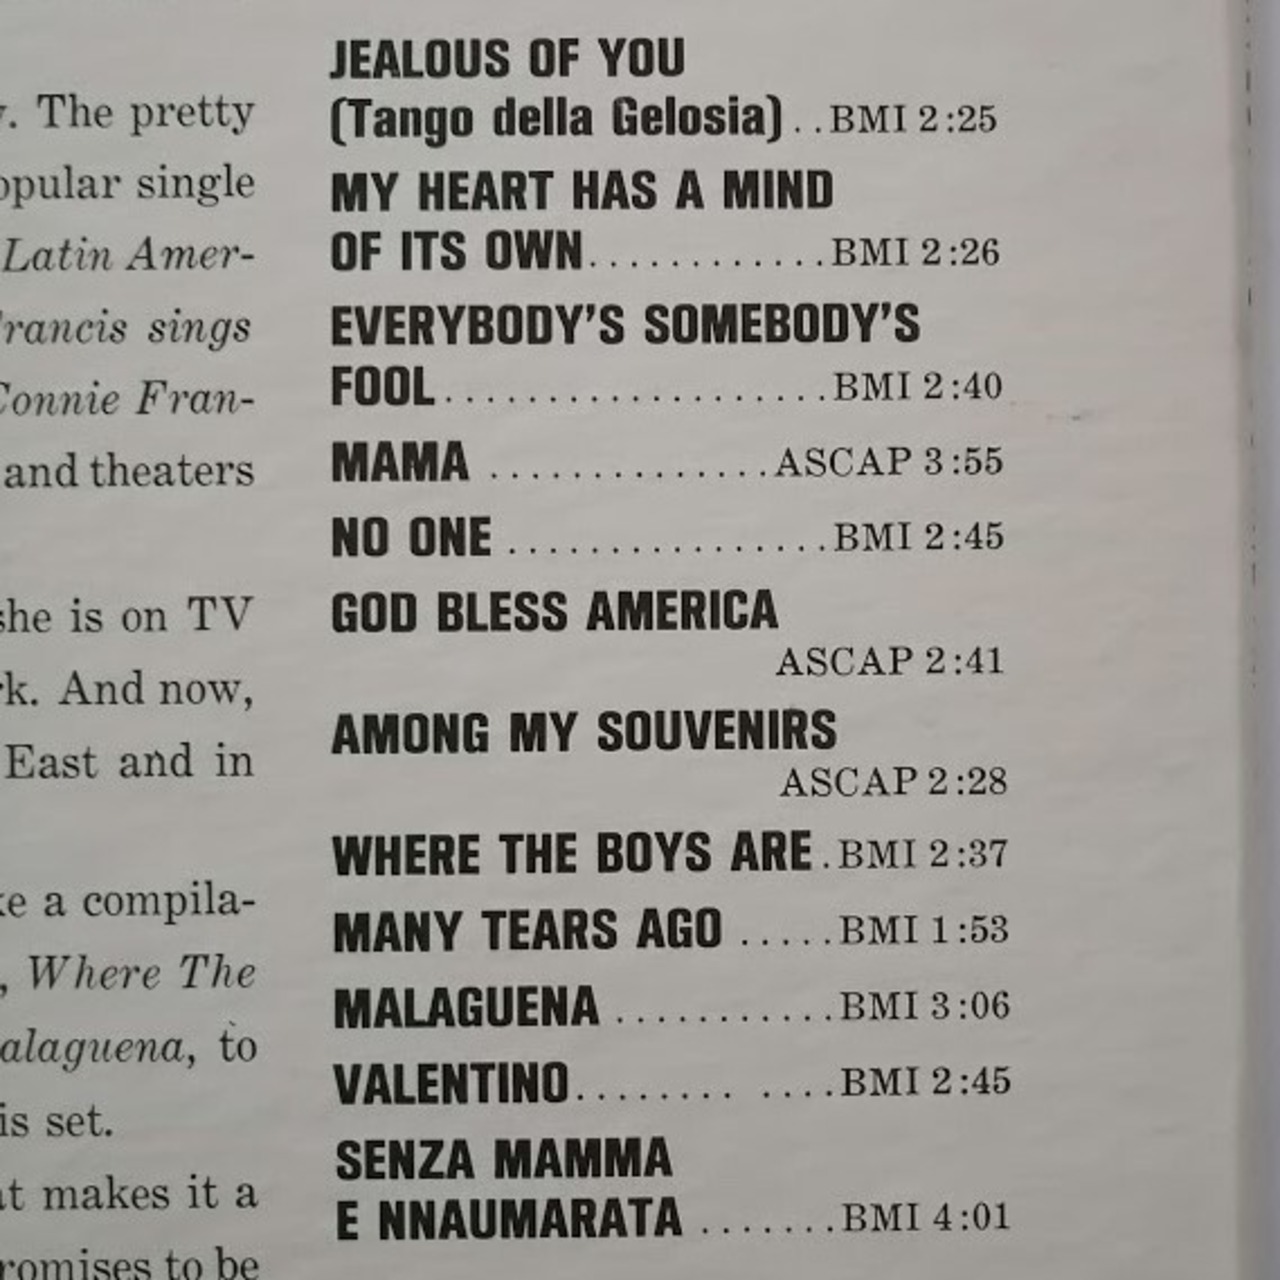 The pretty
single
Latin Amer-
sings
Connie Fran-
and theaters
she is on TV
And now,
East and in
a compila-
, Where The
to
is set.
makes it a
to be
JEALOUS OF YOU
(Tango della Gelosia) . . BMI 2:25
MY HEART HAS A MIND
OF ITS OWN. . . . . . . . . . . . BMI 2:26
EVERYBODY'S SOMEBODY'S
FOOL. . . . . . . . . . . . . . . . . . . BMI 2:40
MAMA . . . . . . . . . . . . . . ASCAP 3:55
NO ONE . . . . . . . . . . . . . . . . BMI 2:45
GOD BLESS AMERICA
ASCAP 2:41
AMONG MY SOUVENIRS
ASCAP 2:28
WHERE THE BOYS ARE . BMI 2:37
MANY TEARS AGO . . . . . BMI 1:53
MALAGUENA . . . . . . . . . . . BMI 3:06
VALENTINO. . . . . . . . . . . . BMI 2:45
SENZA MAMMA
E NNAUMARATA . . . . . . . BMI 4:01